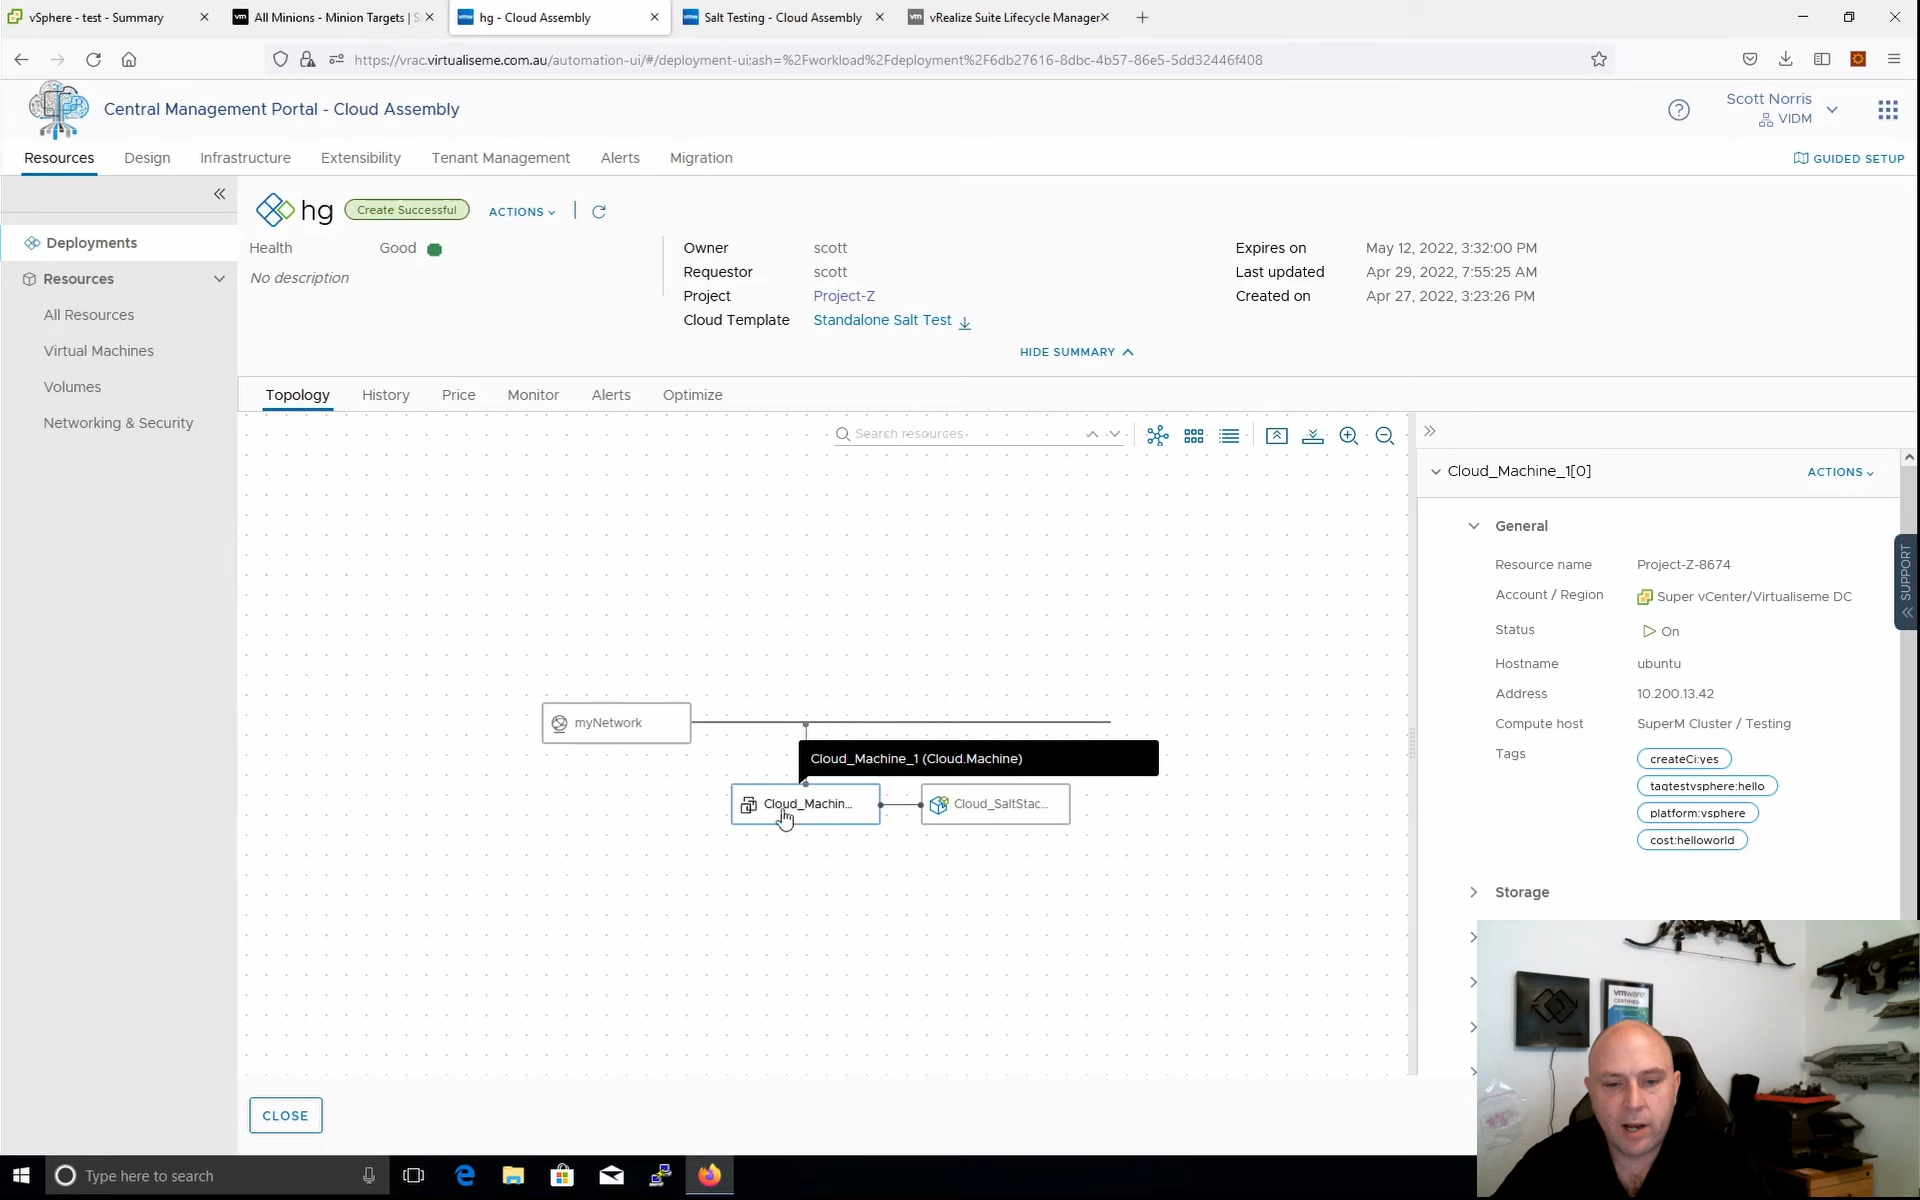 vSphere - test - Summary
All Minions - Minion Targets | S
hg - Cloud Assembly
Salt Testing - Cloud Assembly
vRealize Suite Lifecycle Manager
https://vrac.virtualiseme.com.au/automation-ui/#/deployment-ui;ash=%2Fworkload%2Fdeployment%2F6db27616-8dbc-4b57-86e5-5dd32446f408
Central Management Portal - Cloud Assembly
Scott Norris
VIDM
Resources Design Infrastructure Extensibility Tenant Management Alerts Migration
GUIDED SETUP
hg Create Successful ACTIONS
Deployments
Resources
All Resources
Virtual Machines
Volumes
Networking & Security
Health Good
No description
Owner scott
Requestor scott
Project Project-Z
Cloud Template Standalone Salt Test
Expires on May 12, 2022, 3:32:00 PM
Last updated Apr 29, 2022, 7:55:25 AM
Created on Apr 27, 2022, 3:23:26 PM
HIDE SUMMARY
Topology History Price Monitor Alerts Optimize
Search resources
myNetwork
Cloud_Machine_1 (Cloud.Machine)
Cloud_Machin...
Cloud_SaltStac...
Cloud_Machine_1[0] ACTIONS
General
Resource name Project-Z-8674
Account / Region Super vCenter/Virtualiseme DC
Status On
Hostname ubuntu
Address 10.200.13.42
Compute host SuperM Cluster / Testing
Tags createCi:yes
tagtestvsphere:hello
platform:vsphere
cost:helloworld
Storage
SUPPORT
vmware
CERTIFIED
CLOSE
Type here to search